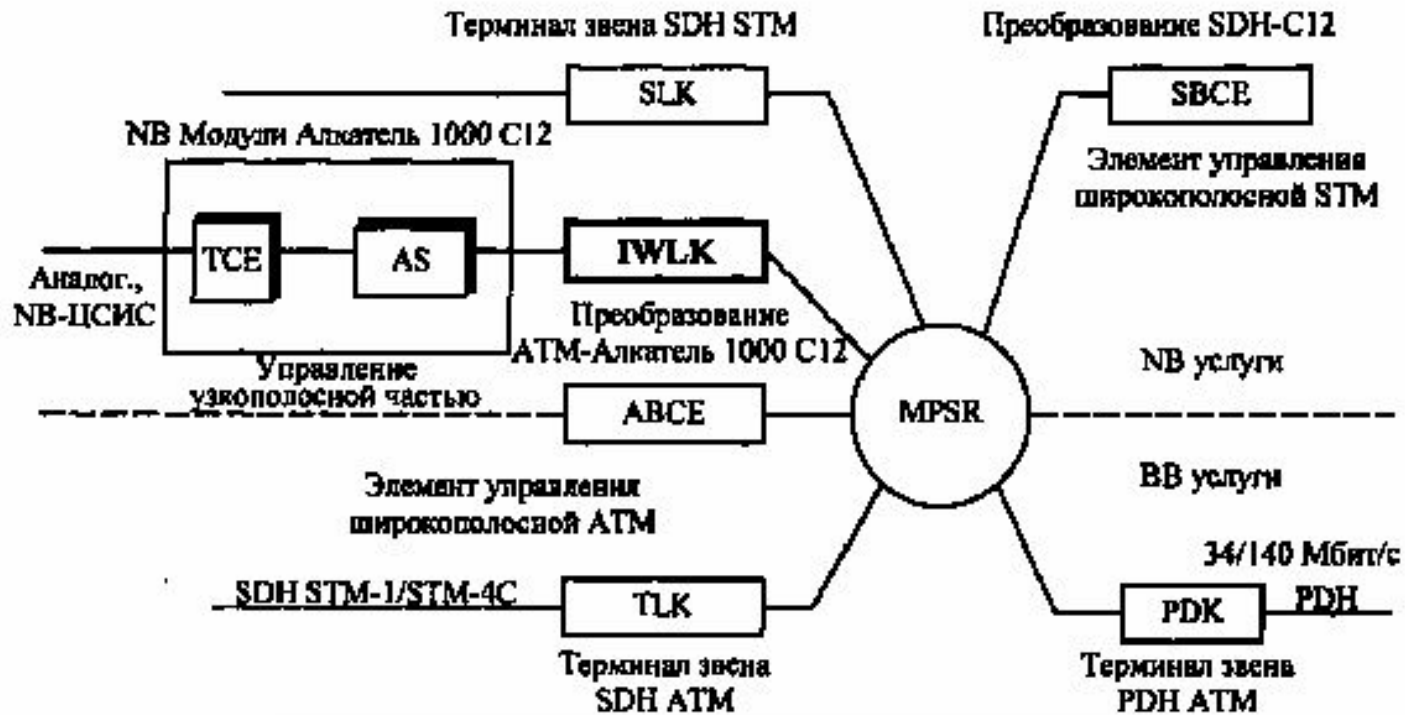 Терминал звена SDH STM
Преобразование SDH-C12
SLK
SBCE
NB Модули Алкатель 1000 С12
Элемент управления
широкополосной STM
TCE
AS
IWLK
Аналог.,
NB-ЦСИС
Преобразование
АТМ-Алкатель 1000 С12
Управление
узкополосной частью
NB услуги
ABCE
MPSR
BB услуги
Элемент управления
широкополосной АТМ
34/140 Мбит/с
SDH STM-1/STM-4C
TLK
PDK
PDH
Терминал звена
SDH ATM
Терминал звена
PDH ATM